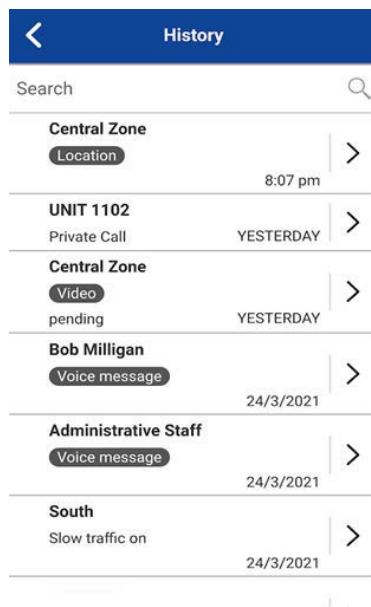 History
Search
Central Zone
Location
8:07 pm
UNIT 1102
Private Call YESTERDAY
Central Zone
Video
pending YESTERDAY
Bob Milligan
Voice message
24/3/2021
Administrative Staff
Voice message
24/3/2021
South
Slow traffic on
24/3/2021